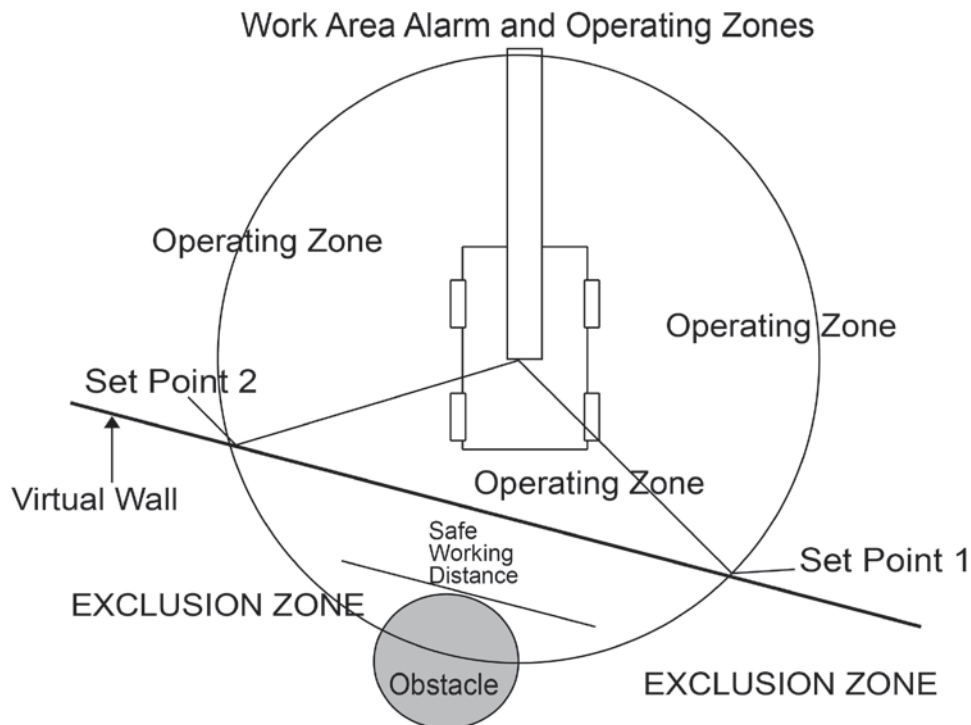 Work Area Alarm and Operating Zones
Operating Zone
Operating Zone
Set Point 2
Operating Zone
Virtual Wall
Safe
Working
Distance
Set Point 1
EXCLUSION ZONE
Obstacle
EXCLUSION ZONE